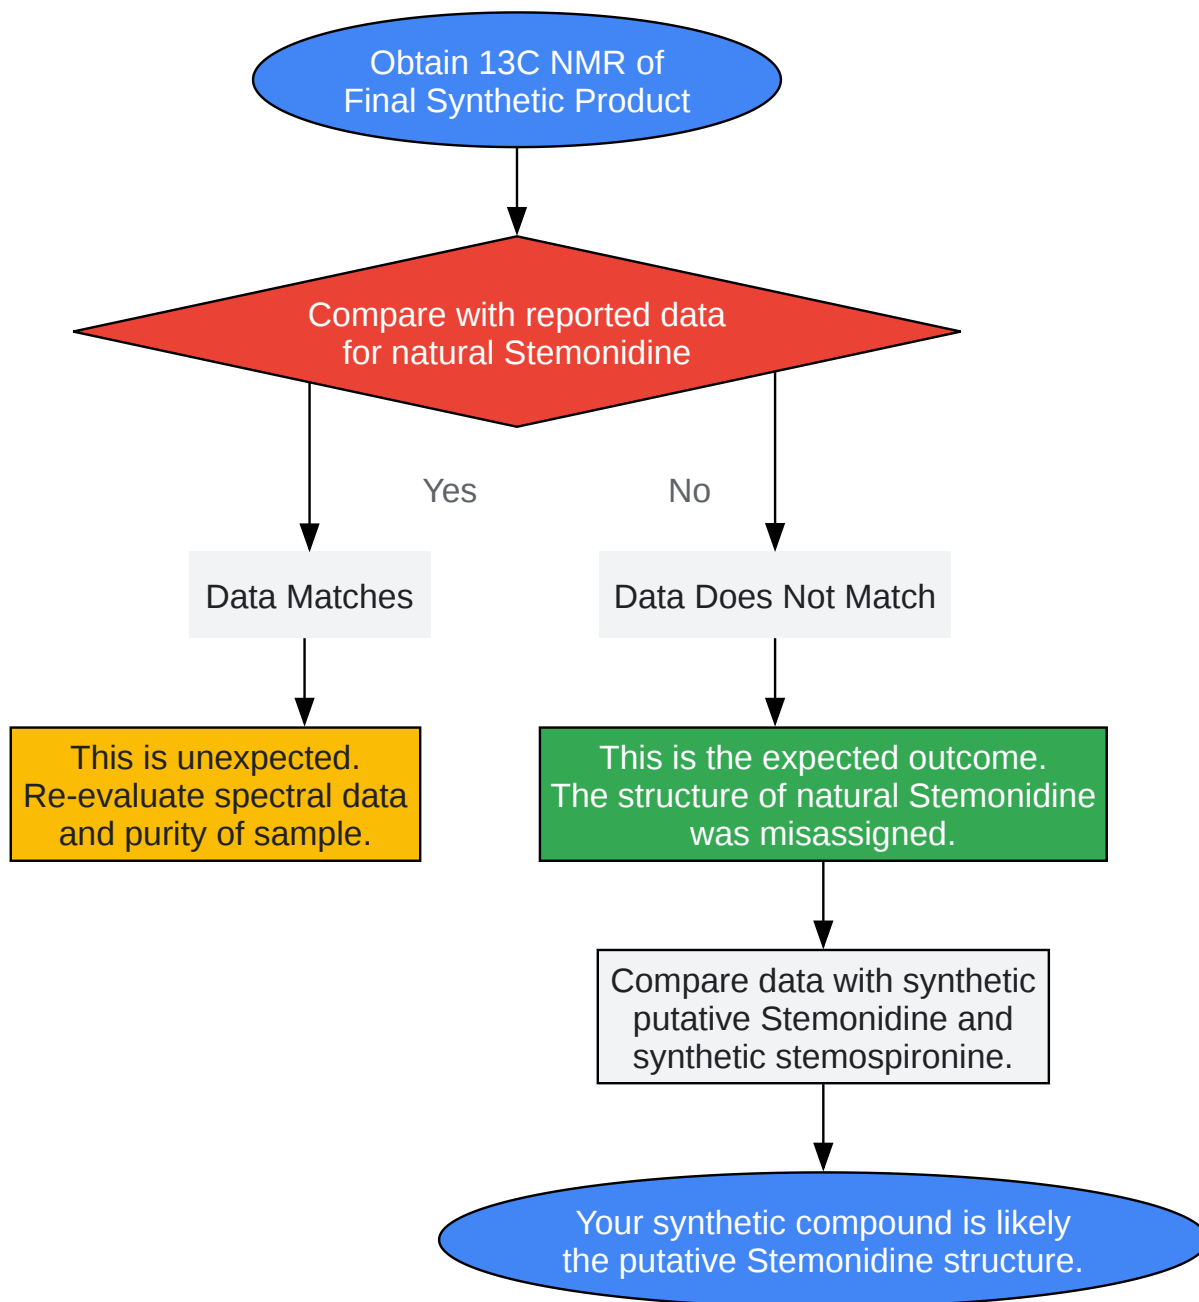 Obtain 13C NMR of
Final Synthetic Product
Compare with reported data
for natural Stemonidine
Yes
No
Data Matches
Data Does Not Match
This is unexpected.
Re-evaluate spectral data
and purity of sample.
This is the expected outcome.
The structure of natural Stemonidine
was misassigned.
Compare data with synthetic
putative Stemonidine and
synthetic stemospironine.
Your synthetic compound is likely
the putative Stemonidine structure.